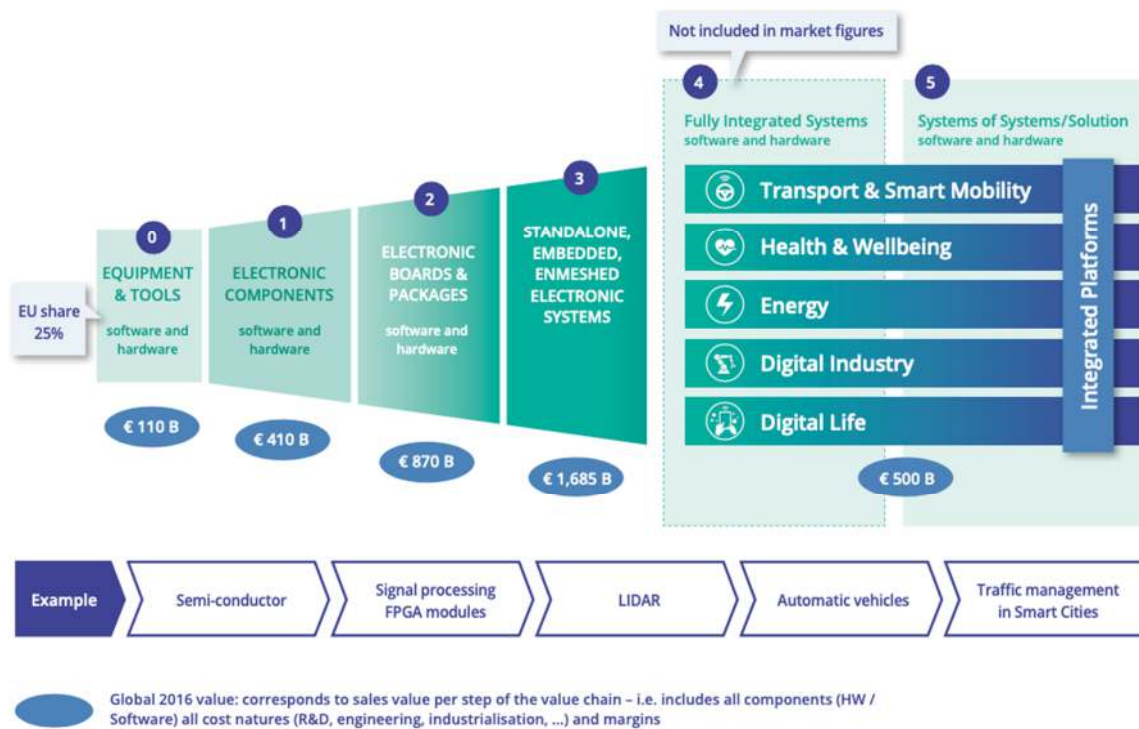 Not included in market figures
4
5
Fully Integrated Systems
software and hardware
Systems of Systems/Solution
software and hardware
3
2
1
0
STANDALONE,
EMBEDDED,
ENMESHED
ELECTRONIC
SYSTEMS
ELECTRONIC
BOARDS &
PACKAGES
software and
hardware
ELECTRONIC
COMPONENTS
software and
hardware
EQUIPMENT
& TOOLS
software and
hardware
EU share
25%
Transport & Smart Mobility
Health & Wellbeing
Energy
Digital Industry
Digital Life
Integrated Platforms
€ 110 B
€ 410 B
€ 870 B
€ 1,685 B
€ 500 B
Example
Semi-conductor
Signal processing
FPGA modules
LIDAR
Automatic vehicles
Traffic management
in Smart Cities
Global 2016 value: corresponds to sales value per step of the value chain – i.e. includes all components (HW /
Software) all cost natures (R&D, engineering, industrialisation, ...) and margins